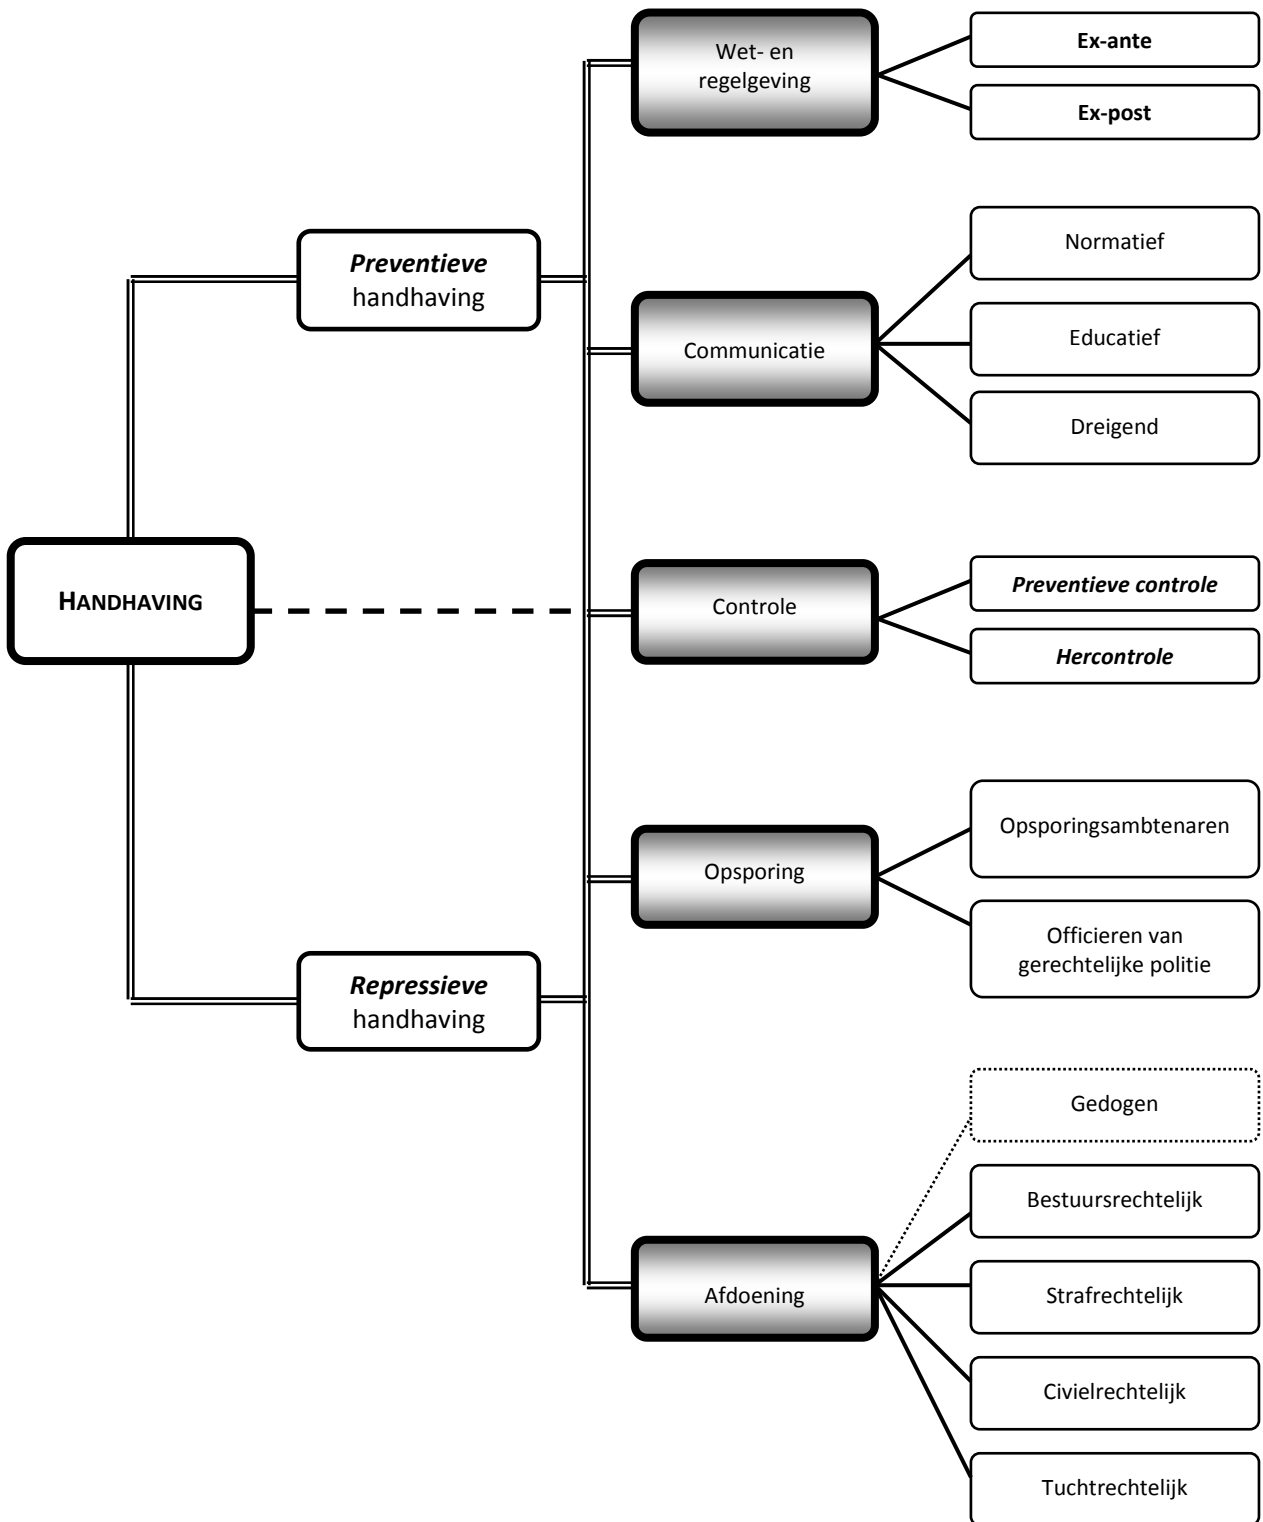 HANDHAVING
Preventieve
handhaving
Repressieve
handhaving
Wet- en
regelgeving
Ex-ante
Ex-post
Communicatie
Normatief
Educatief
Dreigend
Controle
Preventieve controle
Hercontrole
Opsporing
Opsporingsambtenaren
Officieren van
gerechtelijke politie
Afdoening
Gedogen
Bestuursrechtelijk
Strafrechtelijk
Civielrechtelijk
Tuchtrechtelijk